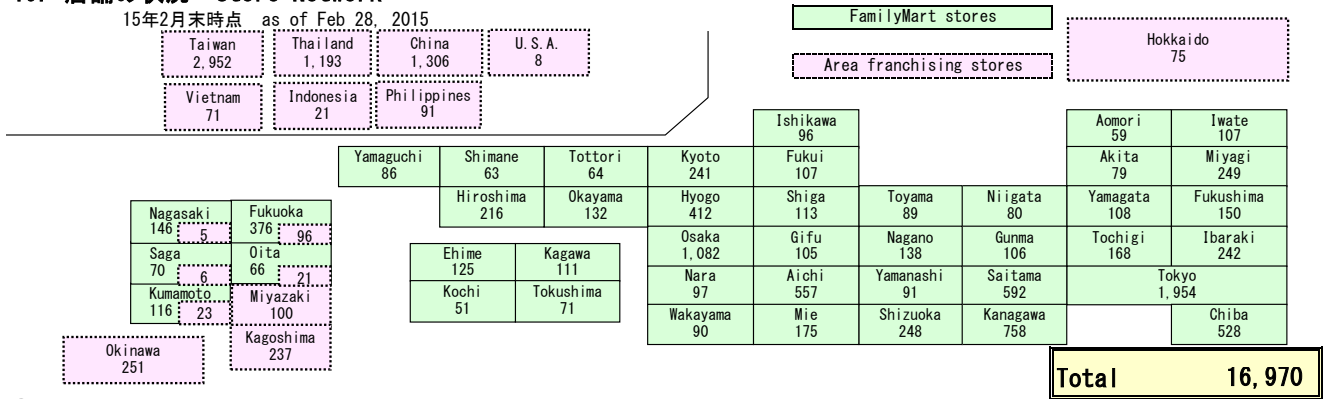 15年2月末時点 as of Feb 28, 2015
FamilyMart stores
Area franchising stores
Hokkaido
75
Taiwan
2,952
Thailand
1,193
China
1,306
U.S.A.
8
Vietnam
71
Indonesia
21
Philippines
91
Ishikawa
96
Aomori
59
Iwate
107
Yamaguchi
86
Shimane
63
Tottori
64
Kyoto
241
Fukui
107
Akita
79
Miyagi
249
Hiroshima
216
Okayama
132
Hyogo
412
Shiga
113
Toyama
89
Niigata
80
Yamagata
108
Fukushima
150
Nagasaki
146 5
Fukuoka
376 96
Osaka
1,082
Gifu
105
Nagano
138
Gunma
106
Tochigi
168
Ibaraki
242
Saga
70 6
Oita
66 21
Ehime
125
Kagawa
111
Nara
97
Aichi
557
Yamanashi
91
Saitama
592
Tokyo
1,954
Kumamoto
116 23
Miyazaki
100
Kochi
51
Tokushima
71
Wakayama
90
Mie
175
Shizuoka
248
Kanagawa
758
Chiba
528
Okinawa
251
Kagoshima
237
Total 16,970